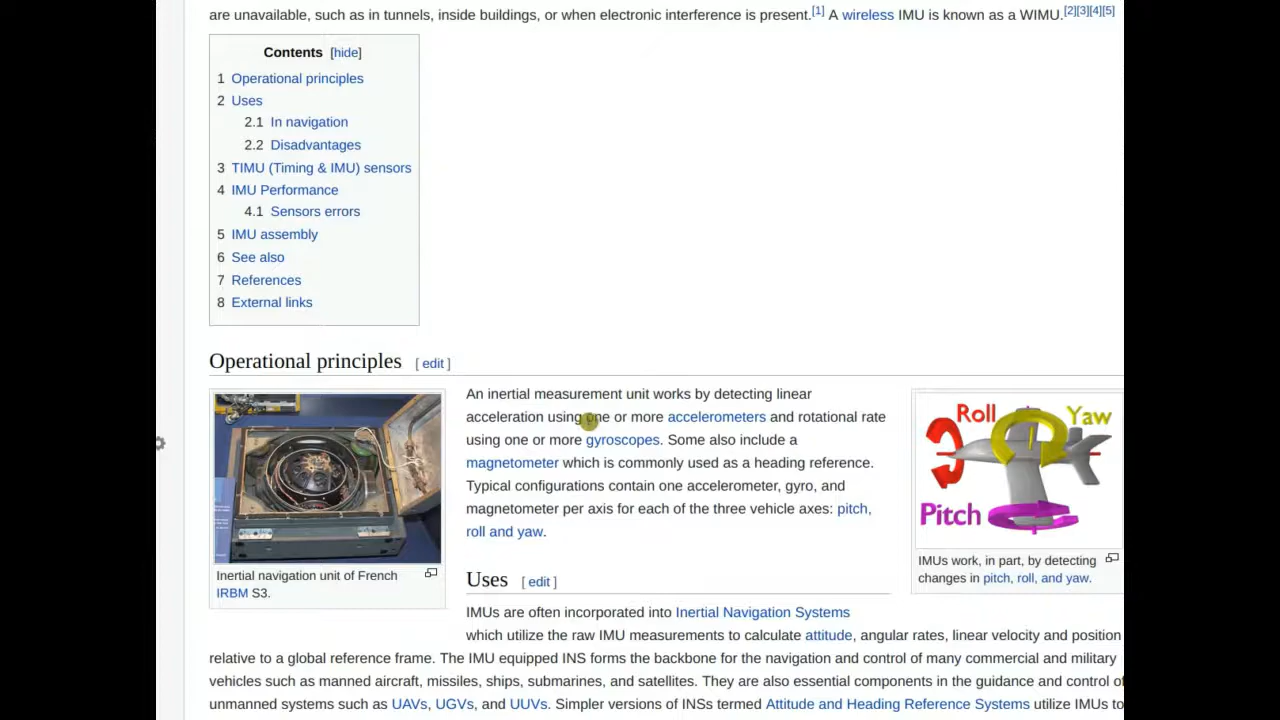 are unavailable, such as in tunnels, inside buildings, or when electronic interference is present.[1] A wireless IMU is known as a WIMU.[2][3][4][5]
Contents [hide]
1 Operational principles
2 Uses
2.1 In navigation
2.2 Disadvantages
3 TIMU (Timing & IMU) sensors
4 IMU Performance
4.1 Sensors errors
5 IMU assembly
6 See also
7 References
8 External links
Operational principles [ edit ]
Inertial navigation unit of French
IRBM S3.
An inertial measurement unit works by detecting linear
acceleration using one or more accelerometers and rotational rate
using one or more gyroscopes. Some also include a
magnetometer which is commonly used as a heading reference.
Typical configurations contain one accelerometer, gyro, and
magnetometer per axis for each of the three vehicle axes: pitch,
roll and yaw.
Roll
Yaw
Pitch
IMUs work, in part, by detecting
changes in pitch, roll, and yaw.
Uses [ edit ]
IMUs are often incorporated into Inertial Navigation Systems
which utilize the raw IMU measurements to calculate attitude, angular rates, linear velocity and position
relative to a global reference frame. The IMU equipped INS forms the backbone for the navigation and control of many commercial and military
vehicles such as manned aircraft, missiles, ships, submarines, and satellites. They are also essential components in the guidance and control of
unmanned systems such as UAVs, UGVs, and UUVs. Simpler versions of INSs termed Attitude and Heading Reference Systems utilize IMUs to